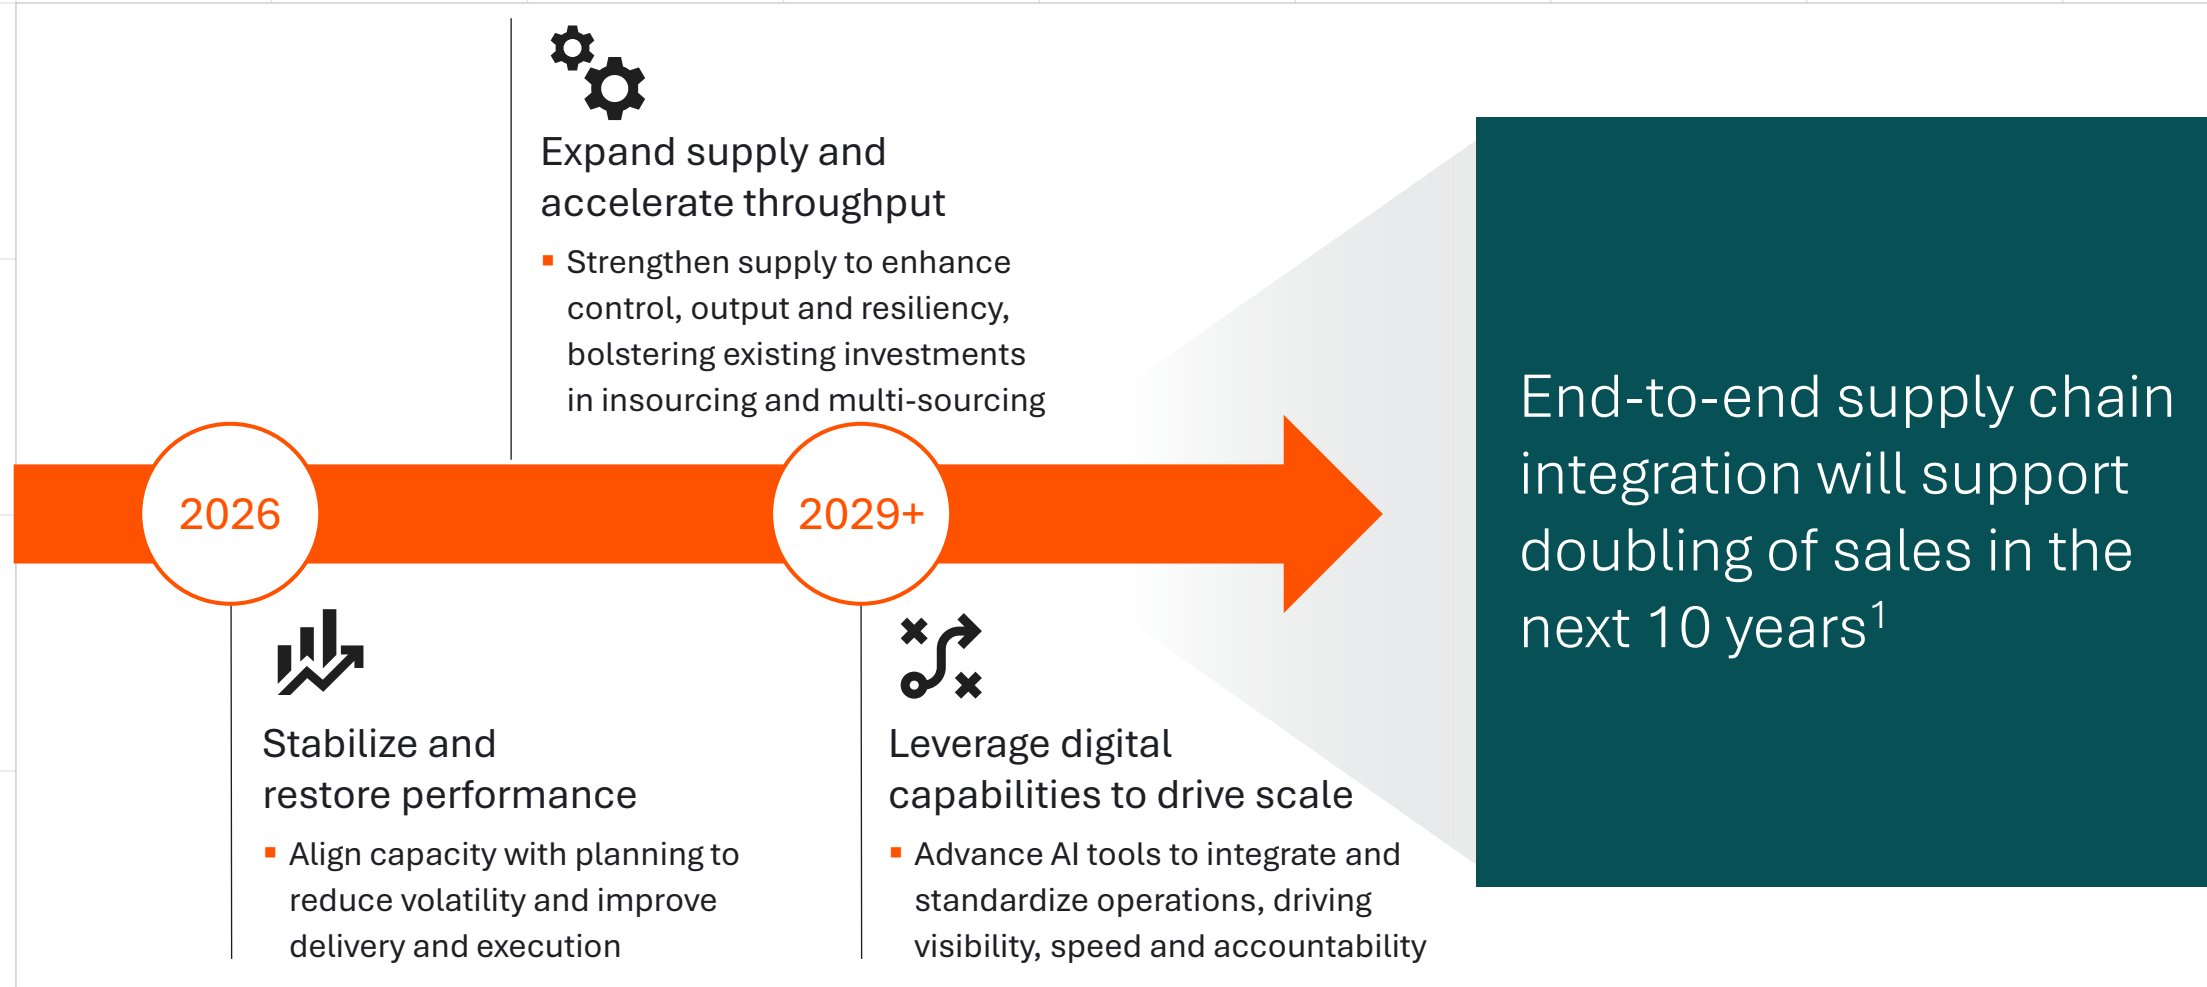 Expand supply and
accelerate throughput
▪ Strengthen supply to enhance
control, output and resiliency,
bolstering existing investments
in insourcing and multi-sourcing
2026
2029+
Stabilize and
restore performance
▪ Align capacity with planning to
reduce volatility and improve
delivery and execution
Leverage digital
capabilities to drive scale
▪ Advance AI tools to integrate and
standardize operations, driving
visibility, speed and accountability
End-to-end supply chain
integration will support
doubling of sales in the
next 10 years¹